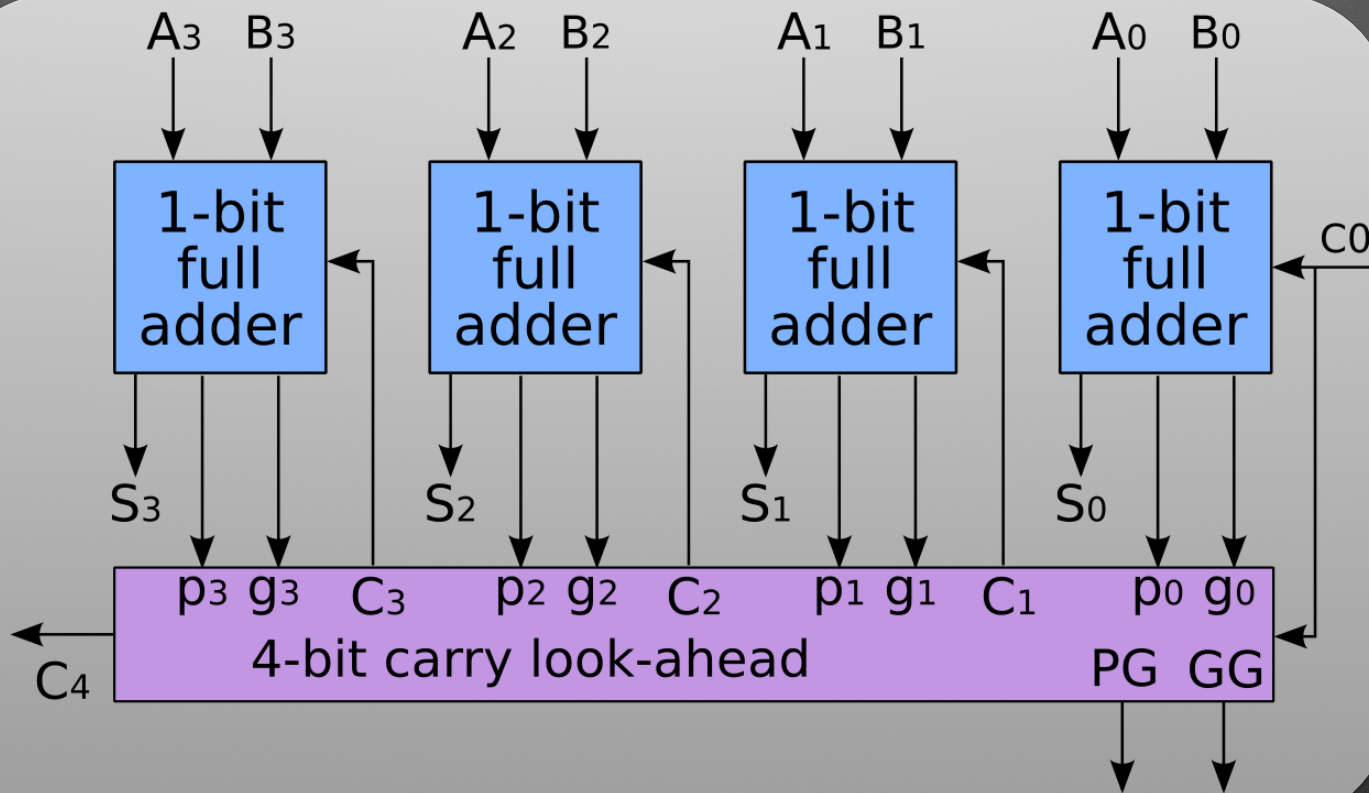 A3 B3 A2 B2 A1 B1 A0 B0
1-bit full adder
1-bit full adder
1-bit full adder
1-bit full adder
C0
S3 S2 S1 S0
p3 g3 C3 p2 g2 C2 p1 g1 C1 p0 g0
4-bit carry look-ahead
PG GG
C4